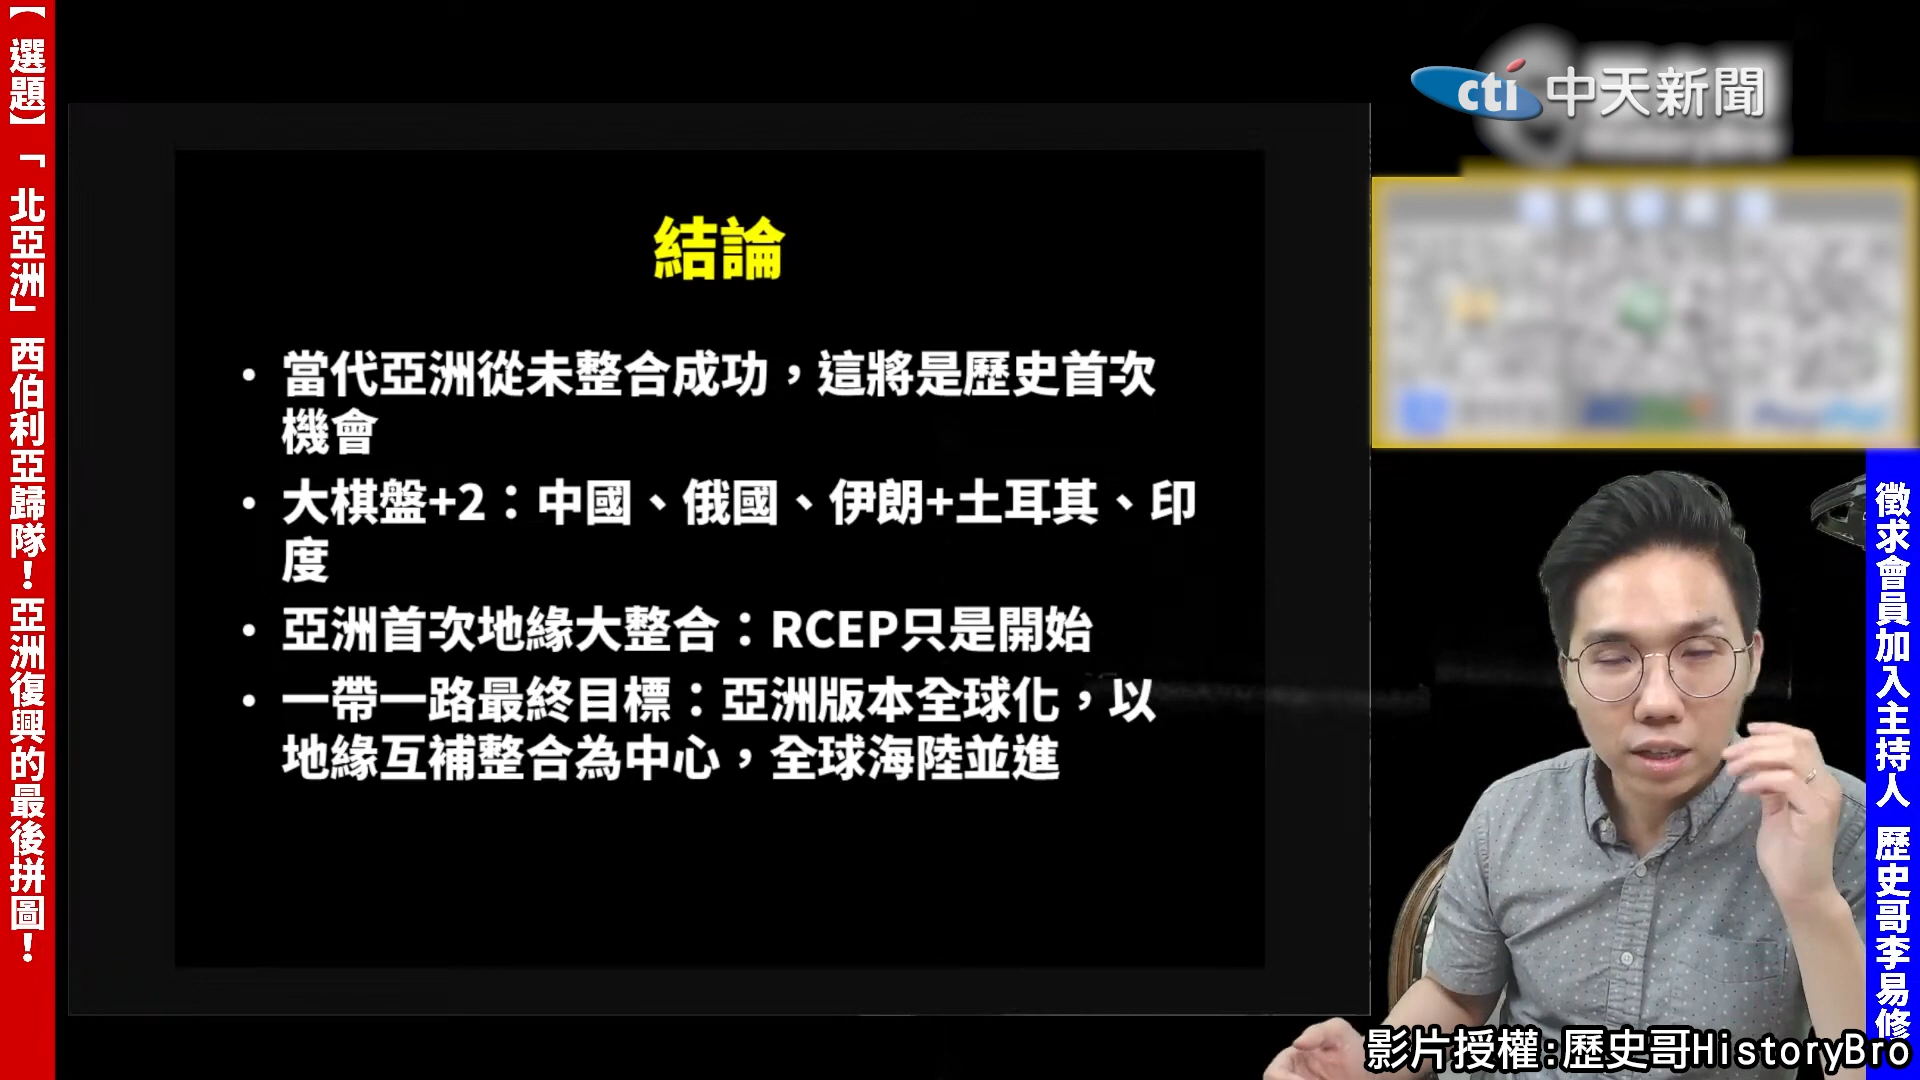 【選題】「北亞洲」西伯利亞歸隊！亞洲復興的最後拼圖！
cti 中天新聞
結論
• 當代亞洲從未整合成功，這將是歷史首次
機會
• 大棋盤+2：中國、俄國、伊朗+土耳其、印
度
• 亞洲首次地緣大整合：RCEP只是開始
• 一帶一路最終目標：亞洲版本全球化，以
地緣互補整合為中心，全球海陸並進
徵求會員加入主持人 歷史哥李易修
影片授權:歷史哥HistoryBro